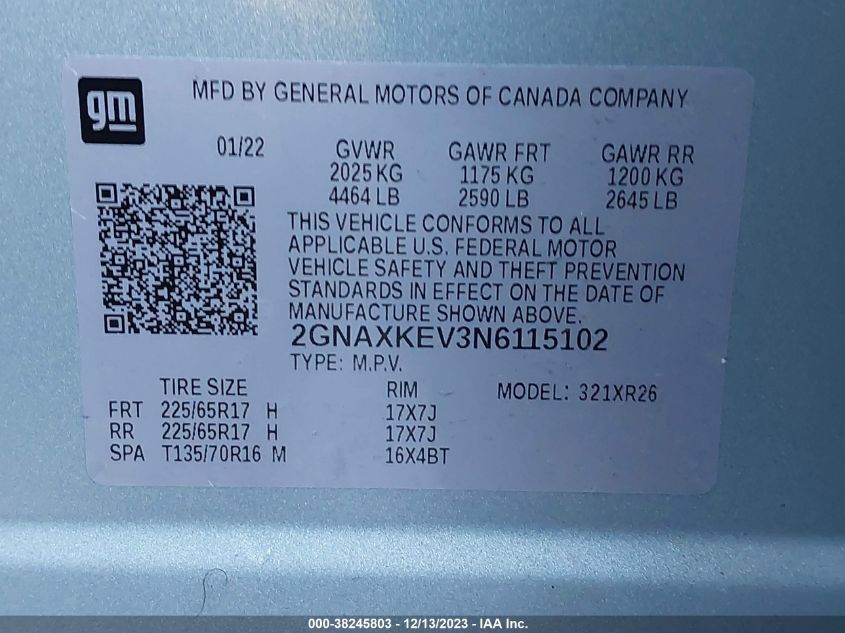 gm
MFD BY GENERAL MOTORS OF CANADA COMPANY
01/22 GVWR GAWR FRT GAWR RR
2025 KG 1175 KG 1200 KG
4464 LB 2590 LB 2645 LB
THIS VEHICLE CONFORMS TO ALL
APPLICABLE U.S. FEDERAL MOTOR
VEHICLE SAFETY AND THEFT PREVENTION
STANDARDS IN EFFECT ON THE DATE OF
MANUFACTURE SHOWN ABOVE.
2GNAXKEV3N6115102
TYPE: M.P.V.
TIRE SIZE RIM MODEL: 321XR26
FRT 225/65R17 H 17X7J
RR 225/65R17 H 17X7J
SPA T135/70R16 M 16X4BT
000-38245803 - 12/13/2023 - IAA Inc.